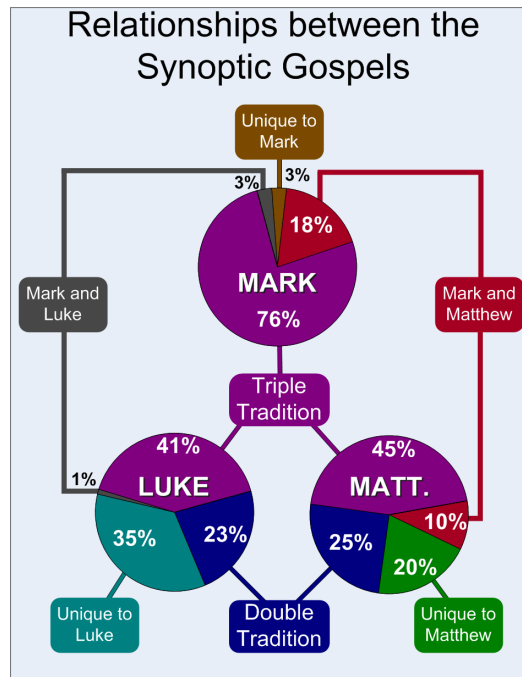 Relationships between the
Synoptic Gospels
Unique to
Mark
3%
3%
18%
MARK
76%
Mark and
Luke
Mark and
Matthew
Triple
Tradition
41%
45%
1%
LUKE
MATT.
35%
23%
25%
10%
20%
Unique to
Luke
Double
Tradition
Unique to
Matthew